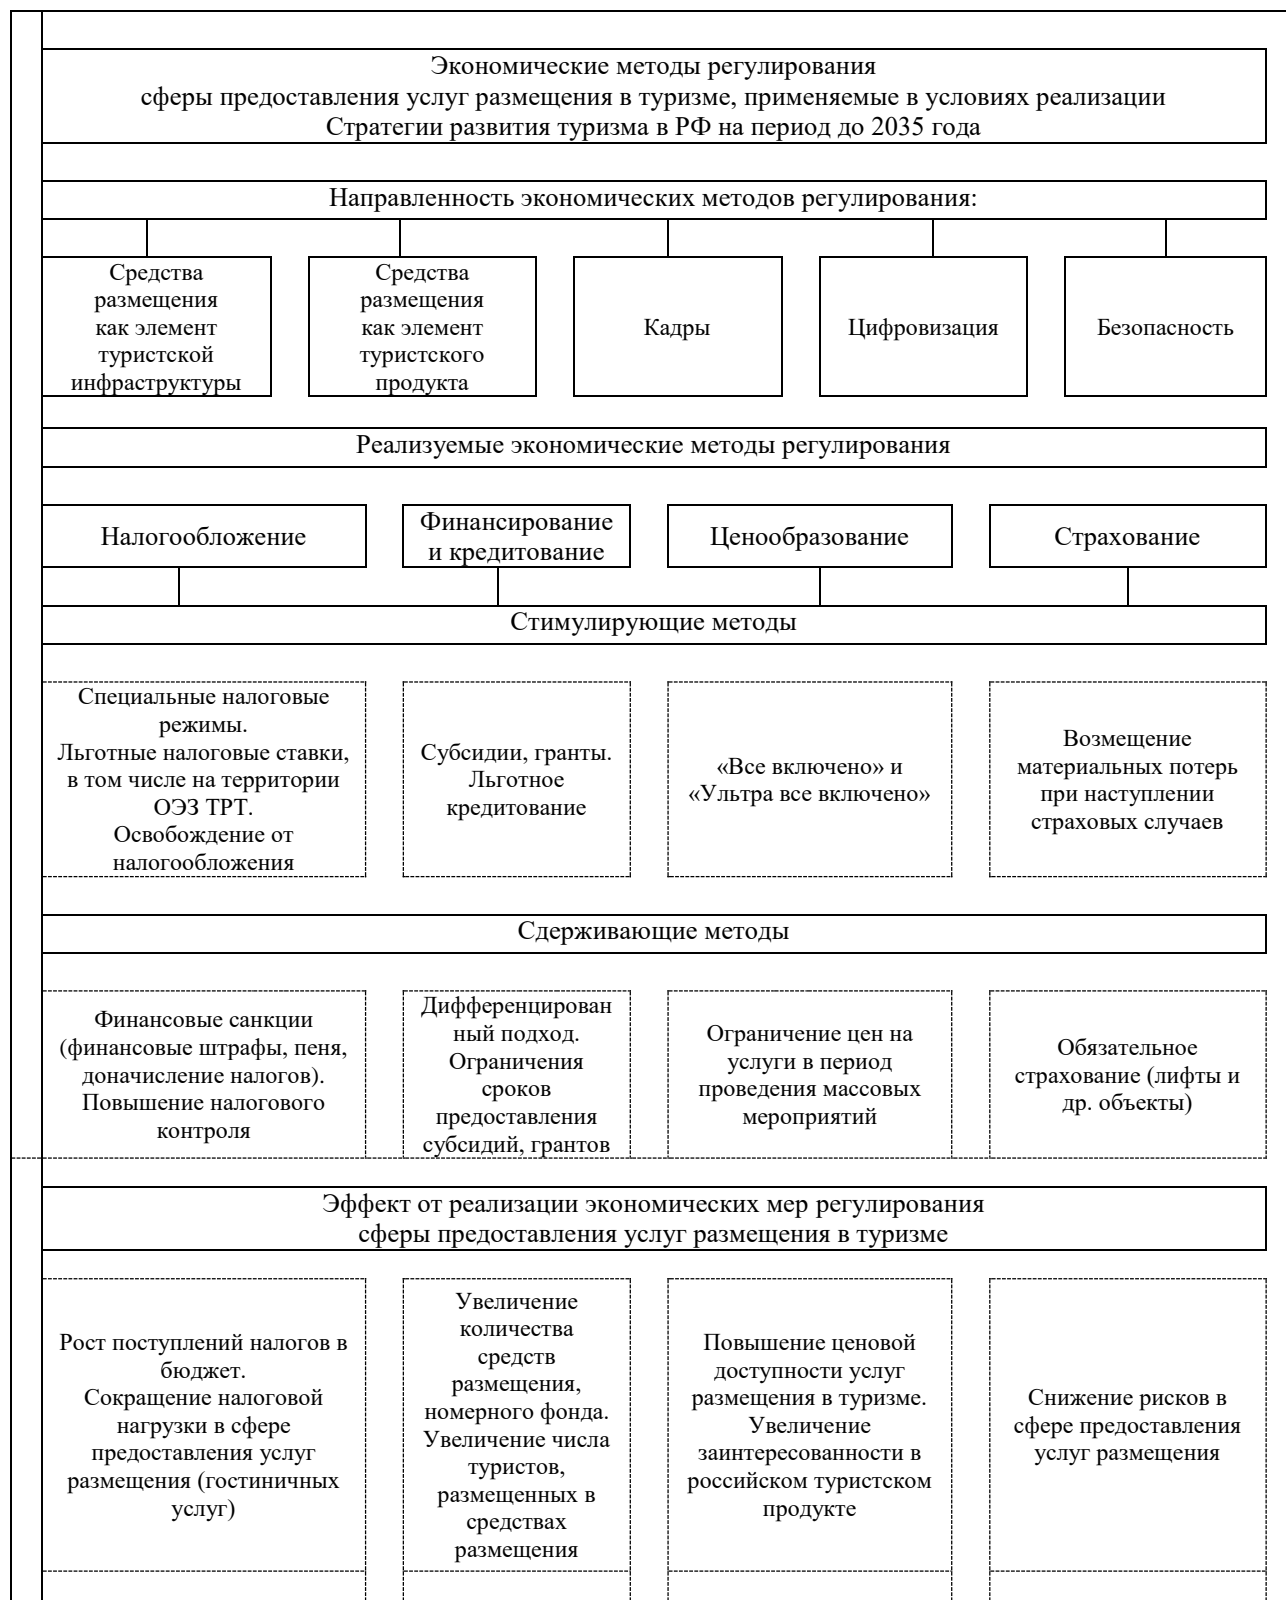 Экономические методы регулирования
сферы предоставления услуг размещения в туризме, применяемые в условиях реализации
Стратегии развития туризма в РФ на период до 2035 года
Направленность экономических методов регулирования:
Средства
размещения
как элемент
туристской
инфраструктуры
Средства
размещения
как элемент
туристского
продукта
Кадры
Цифровизация
Безопасность
Реализуемые экономические методы регулирования
Налогообложение
Финансирование
и кредитование
Ценообразование
Страхование
Стимулирующие методы
Специальные налоговые
режимы.
Льготные налоговые ставки,
в том числе на территории
ОЭЗ ТРТ.
Освобождение от
налогообложения
Субсидии, гранты.
Льготное
кредитование
«Все включено» и
«Ультра все включено»
Возмещение
материальных потерь
при наступлении
страховых случаев
Сдерживающие методы
Финансовые санкции
(финансовые штрафы, пеня,
доначисление налогов).
Повышение налогового
контроля
Дифференцирован
ный подход.
Ограничения
сроков
предоставления
субсидий, грантов
Ограничение цен на
услуги в период
проведения массовых
мероприятий
Обязательное
страхование (лифты и
др. объекты)
Эффект от реализации экономических мер регулирования
сферы предоставления услуг размещения в туризме
Рост поступлений налогов в
бюджет.
Сокращение налоговой
нагрузки в сфере
предоставления услуг
размещения (гостиничных
услуг)
Увеличение
количества
средств
размещения,
номерного фонда.
Увеличение числа
туристов,
размещенных в
средствах
размещения
Повышение ценовой
доступности услуг
размещения в туризме.
Увеличение
заинтересованности в
российском туристском
продукте
Снижение рисков в
сфере предоставления
услуг размещения